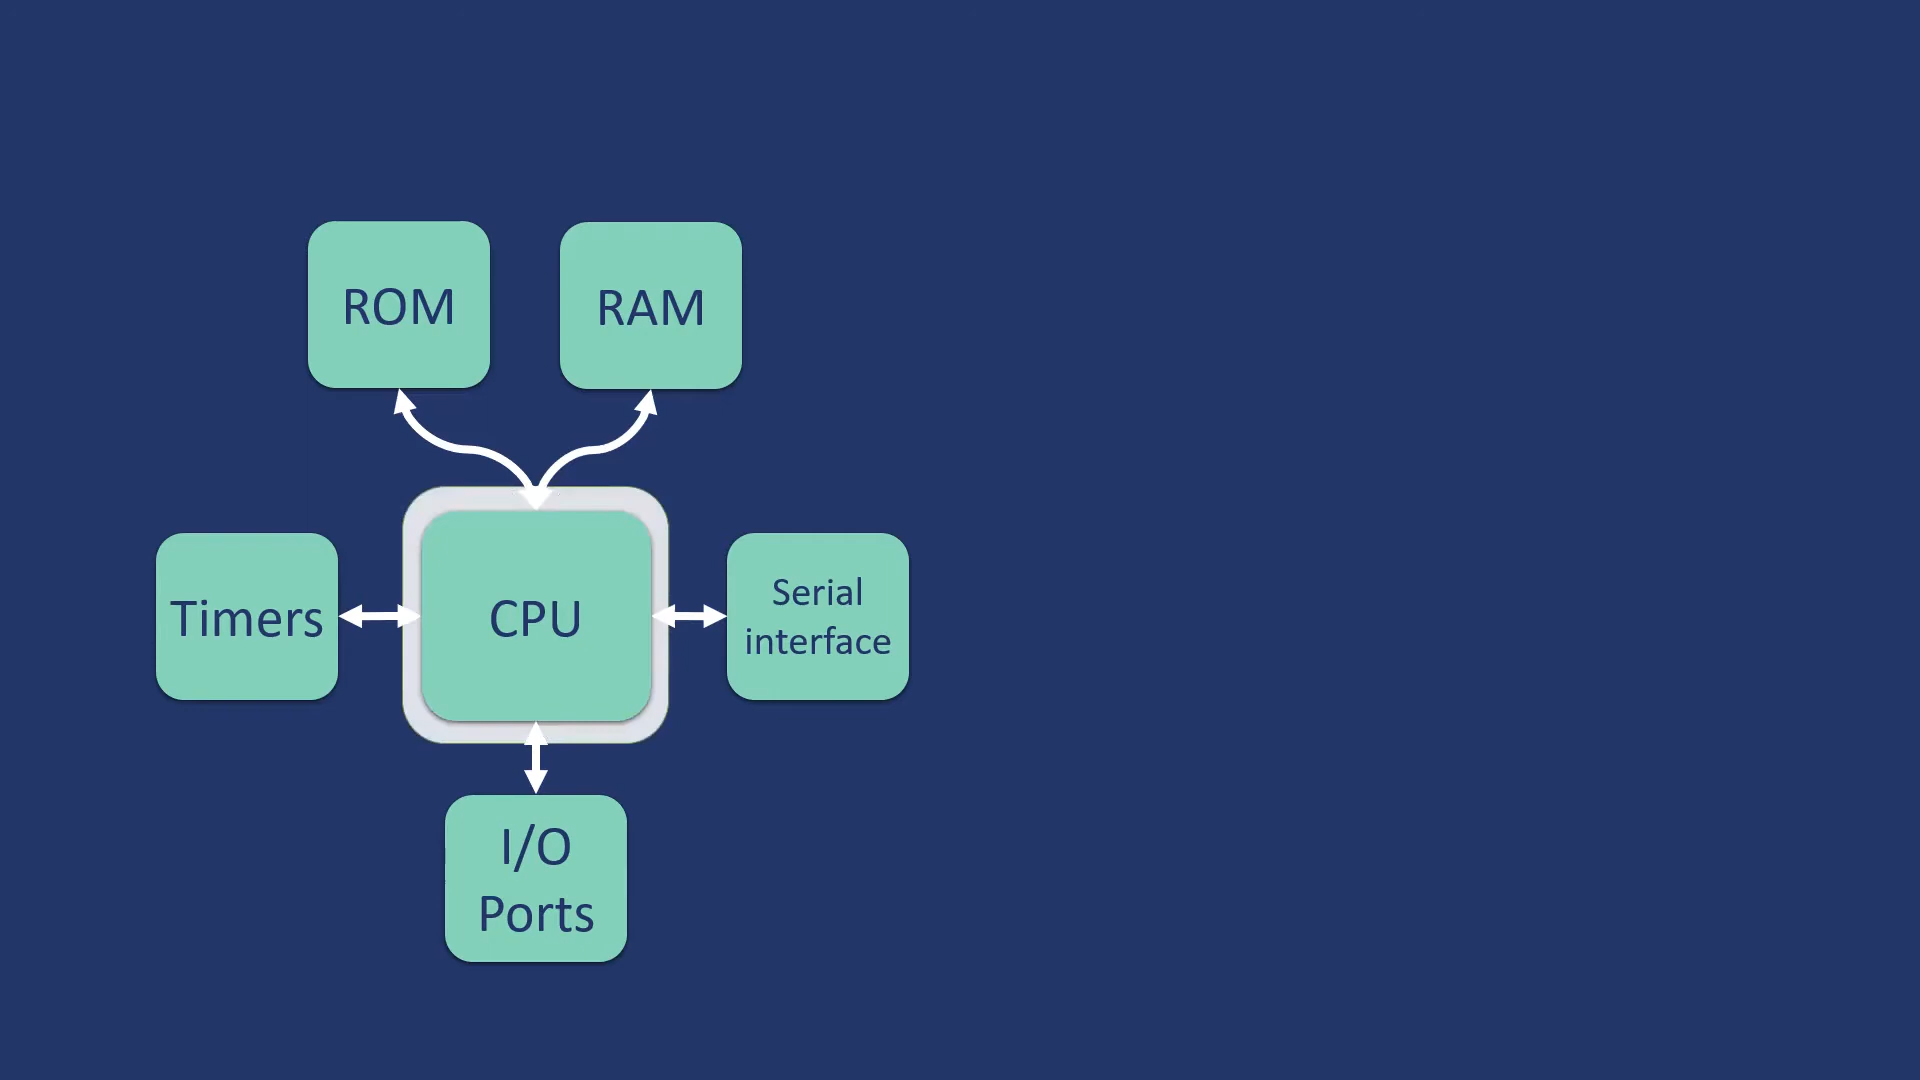 ROM
RAM
Timers
CPU
Serial
interface
I/O
Ports